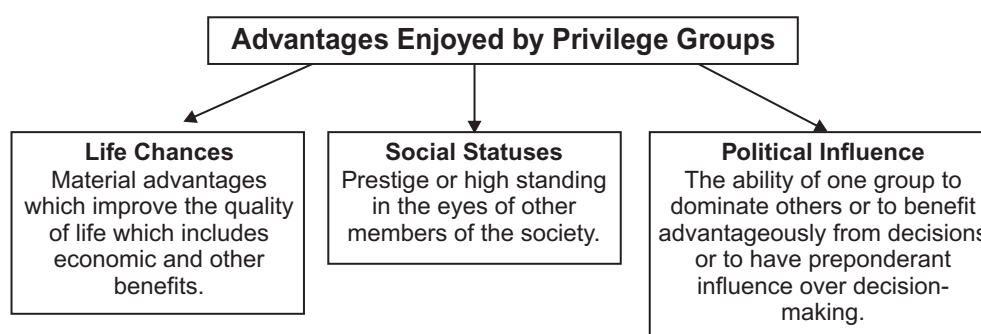 Advantages Enjoyed by Privilege Groups
Life Chances
Material advantages
which improve the quality
of life which includes
economic and other
benefits.
Social Statuses
Prestige or high standing
in the eyes of other
members of the society.
Political Influence
The ability of one group to
dominate others or to benefit
advantageously from decisions
or to have preponderant
influence over decision-
making.